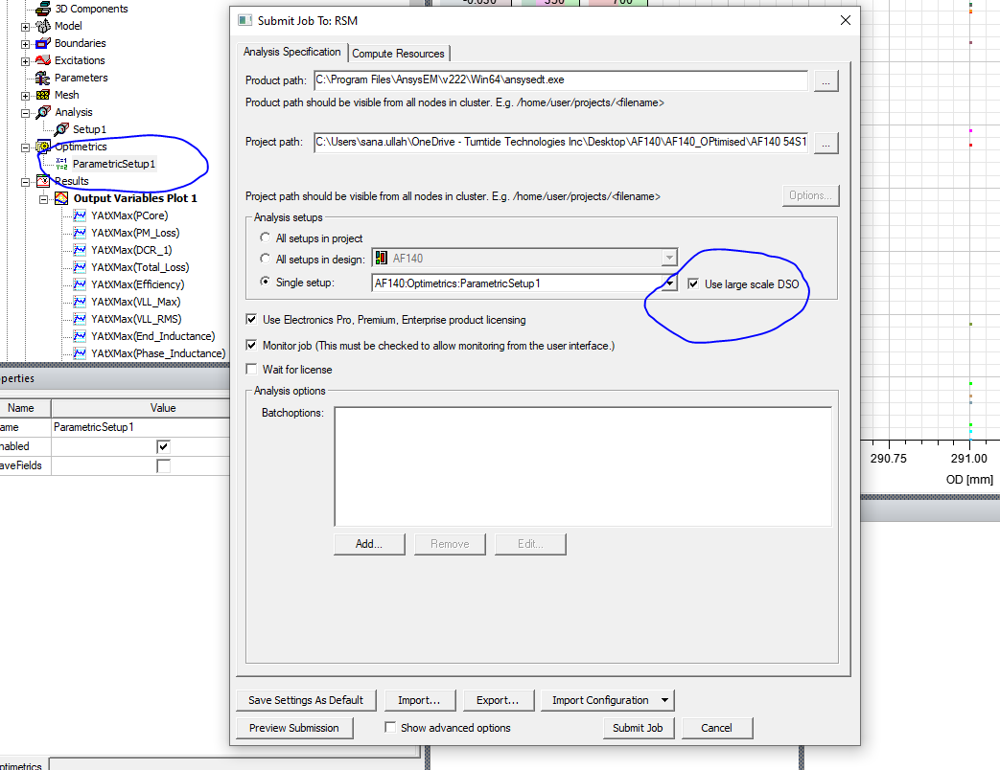 -0.050 350 700
3D Components
Model
Boundaries
Excitations
Parameters
Mesh
Analysis
Setup1
Optimetrics
ParametricSetup1
Results
Output Variables Plot 1
YAtXMax(PCore)
YAtXMax(PM_Loss)
YAtXMax(DCR_1)
YAtXMax(Total_Loss)
YAtXMax(Efficiency)
YAtXMax(VLL_Max)
YAtXMax(VLL_RMS)
YAtXMax(End_Inductance)
YAtXMax(Phase_Inductance)
perties
Name Value
ame ParametricSetup1
nabled
aveFields
ptimetrics
Submit Job To: RSM
Analysis Specification Compute Resources
Product path: C:\Program Files\AnsysEM\v222\Win64\ansysedt.exe ...
Product path should be visible from all nodes in cluster. E.g. /home/user/projects/<filename>
Project path: C:\Users\sana.ullah\OneDrive - Turntide Technologies Inc\Desktop\AF140\AF140_OPtimised\AF140 54S1 ...
Project path should be visible from all nodes in cluster. E.g. /home/user/projects/<filename> Options...
Analysis setups
All setups in project
All setups in design: AF140
Single setup: AF140:Optimetrics:ParametricSetup1 Use large scale DSO
Use Electronics Pro, Premium, Enterprise product licensing
Monitor job (This must be checked to allow monitoring from the user interface.)
Wait for license
Analysis options
Batchoptions:
Add... Remove Edit...
Save Settings As Default Import... Export... Import Configuration
Preview Submission Show advanced options Submit Job Cancel
290.75 291.00
OD [mm]